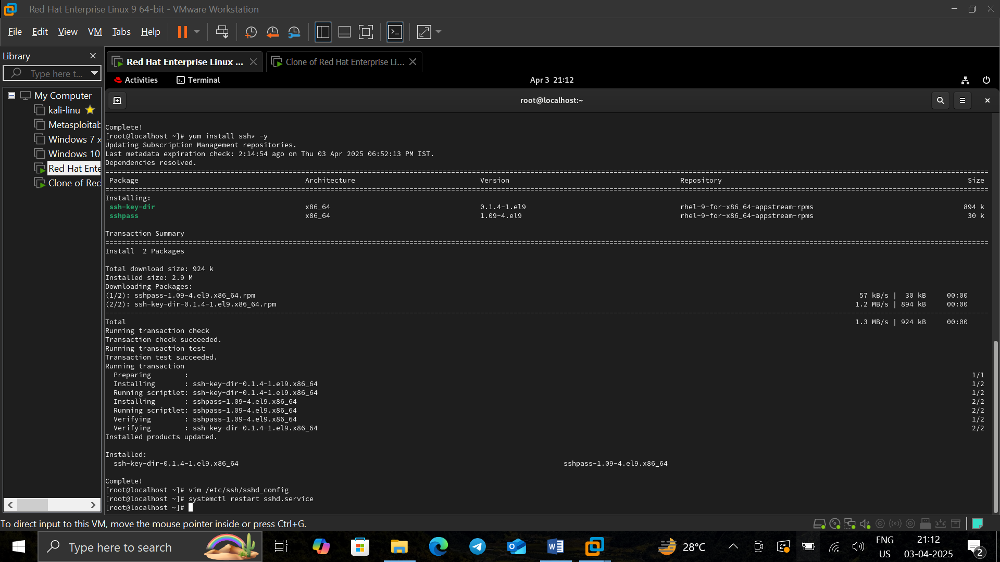 Red Hat Enterprise Linux 9 64-bit - VMware Workstation
File Edit View VM Tabs Help
Library
Type here t...
My Computer
kali-linu
Metasploitab
Windows 7 x
Windows 10
Red Hat Ente
Clone of Rec
Red Hat Enterprise Linux ...
Clone of Red Hat Enterprise Li...
Activities Terminal
Apr 3 21:12
root@localhost:~
Complete!
[root@localhost ~]# yum install ssh* -y
Updating Subscription Management repositories.
Last metadata expiration check: 2:14:54 ago on Thu 03 Apr 2025 06:52:13 PM IST.
Dependencies resolved.
Package Architecture Version Repository Size
Installing:
ssh-key-dir x86_64 0.1.4-1.el9 rhel-9-for-x86_64-appstream-rpms 894 k
sshpass x86_64 1.09-4.el9 rhel-9-for-x86_64-appstream-rpms 30 k
Transaction Summary
Install 2 Packages
Total download size: 924 k
Installed size: 2.9 M
Downloading Packages:
(1/2): sshpass-1.09-4.el9.x86_64.rpm 57 kB/s | 30 kB 00:00
(2/2): ssh-key-dir-0.1.4-1.el9.x86_64.rpm 1.2 MB/s | 894 kB 00:00
Total 1.3 MB/s | 924 kB 00:00
Running transaction check
Transaction check succeeded.
Running transaction test
Transaction test succeeded.
Running transaction
Preparing : 1/1
Installing : ssh-key-dir-0.1.4-1.el9.x86_64 1/2
Running scriptlet: ssh-key-dir-0.1.4-1.el9.x86_64 1/2
Installing : sshpass-1.09-4.el9.x86_64 2/2
Running scriptlet: sshpass-1.09-4.el9.x86_64 2/2
Verifying : sshpass-1.09-4.el9.x86_64 1/2
Verifying : ssh-key-dir-0.1.4-1.el9.x86_64 2/2
Installed products updated.
Installed:
ssh-key-dir-0.1.4-1.el9.x86_64 sshpass-1.09-4.el9.x86_64
Complete!
[root@localhost ~]# vim /etc/ssh/sshd_config
[root@localhost ~]# systemctl restart sshd.service
[root@localhost ~]#
To direct input to this VM, move the mouse pointer inside or press Ctrl+G.
Type here to search
28°C
ENG
US
21:12
03-04-2025
2